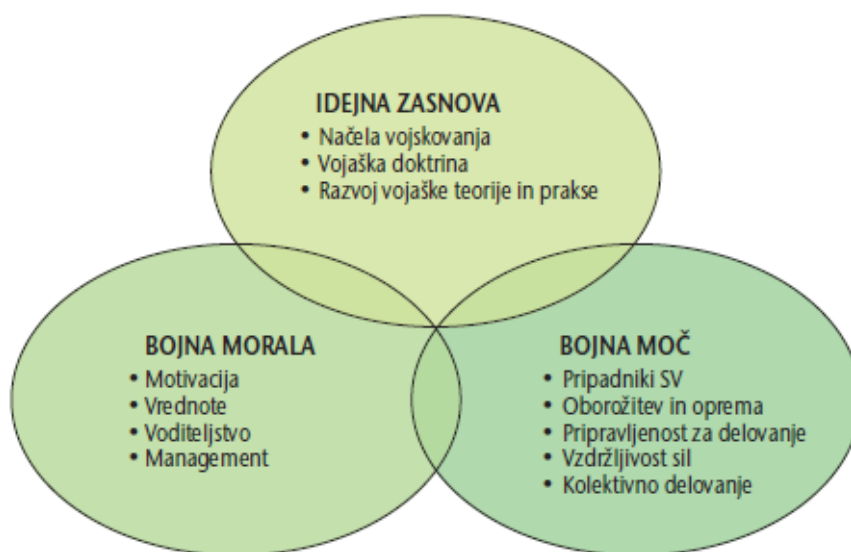 IDEJNA ZASNOVA
• Načela vojskovanja
• Vojaška doktrina
• Razvoj vojaške teorije in prakse
BOJNA MORALA
• Motivacija
• Vrednote
• Voditeljstvo
• Management
BOJNA MOČ
• Pripadniki SV
• Oborožitev in oprema
• Pripravljenost za delovanje
• Vzdržljivost sil
• Kolektivno delovanje